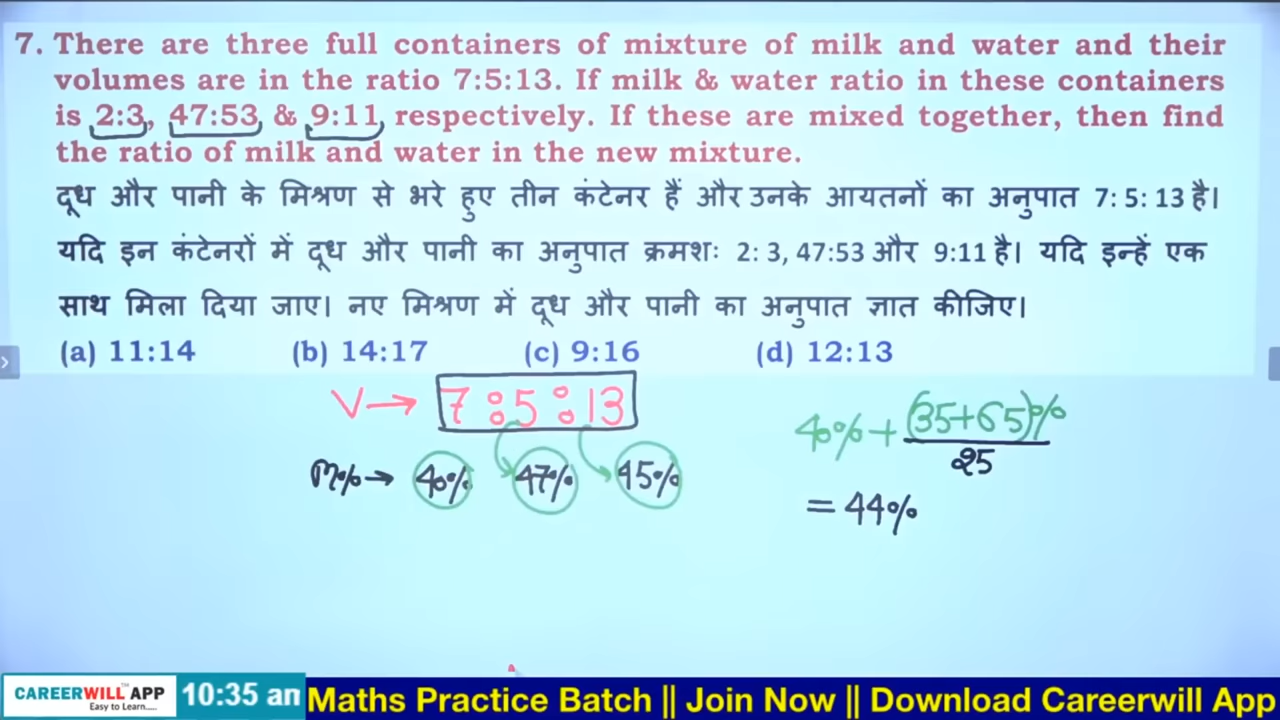 7. There are three full containers of mixture of milk and water and their
volumes are in the ratio 7:5:13. If milk & water ratio in these containers
is 2:3, 47:53 & 9:11 respectively. If these are mixed together, then find
the ratio of milk and water in the new mixture.
दूध और पानी के मिश्रण से भरे हुए तीन कंटेनर हैं और उनके आयतनों का अनुपात 7: 5: 13 है।
यदि इन कंटेनरों में दूध और पानी का अनुपात क्रमशः 2: 3, 47:53 और 9:11 है। यदि इन्हें एक
साथ मिला दिया जाए। नए मिश्रण में दूध और पानी का अनुपात ज्ञात कीजिए।
(a) 11:14 (b) 14:17 (c) 9:16 (d) 12:13
V→ 7:5:13
40% + (35+65)%
25
m%→ 40% 47% 45%
= 44%
CAREERWILL APP
Easy to Learn.....
10:35 am
Maths Practice Batch || Join Now || Download Careerwill App